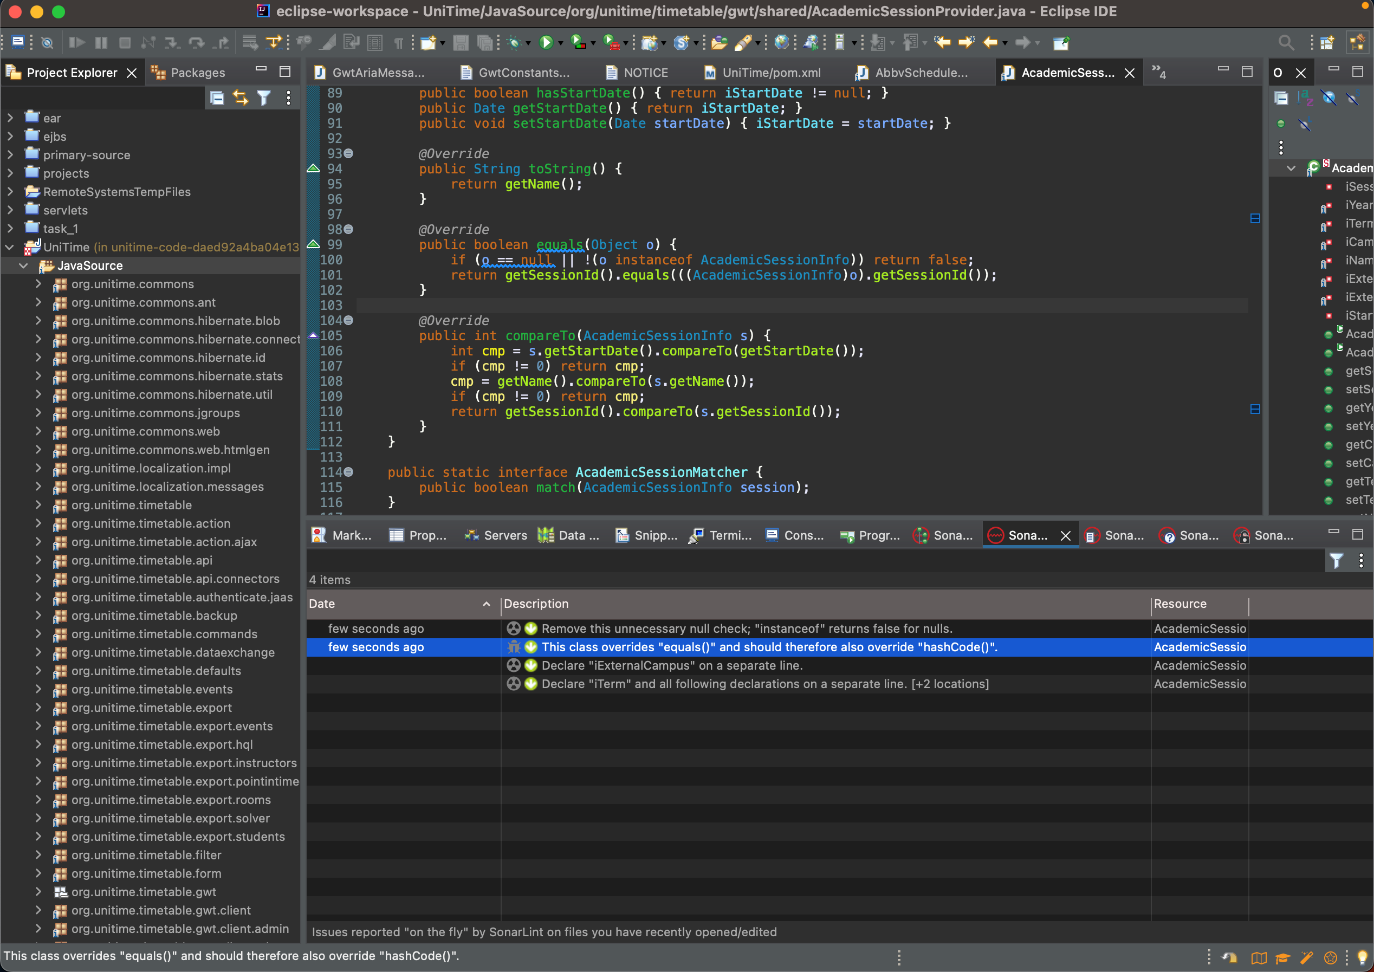 eclipse-workspace - UniTime/JavaSource/org/unitime/timetable/gwt/shared/AcademicSessionProvider.java - Eclipse IDE
Project Explorer
Packages
GwtAriaMessa...
GwtConstants...
NOTICE
UniTime/pom.xml
AbbvSchedule...
AcademicSess...
4
O
ear
ejbs
primary-source
projects
RemoteSystemsTempFiles
servlets
task_1
UniTime (in unitime-code-daed92a4ba04e13
JavaSource
org.unitime.commons
org.unitime.commons.ant
org.unitime.commons.hibernate.blob
org.unitime.commons.hibernate.connect
org.unitime.commons.hibernate.id
org.unitime.commons.hibernate.stats
org.unitime.commons.hibernate.util
org.unitime.commons.jgroups
org.unitime.commons.web
org.unitime.commons.web.htmlgen
org.unitime.localization.impl
org.unitime.localization.messages
org.unitime.timetable
org.unitime.timetable.action
org.unitime.timetable.action.ajax
org.unitime.timetable.api
org.unitime.timetable.api.connectors
org.unitime.timetable.authenticate.jaas
org.unitime.timetable.backup
org.unitime.timetable.commands
org.unitime.timetable.dataexchange
org.unitime.timetable.defaults
org.unitime.timetable.events
org.unitime.timetable.export
org.unitime.timetable.export.events
org.unitime.timetable.export.hql
org.unitime.timetable.export.instructors
org.unitime.timetable.export.pointintime
org.unitime.timetable.export.rooms
org.unitime.timetable.export.solver
org.unitime.timetable.export.students
org.unitime.timetable.filter
org.unitime.timetable.form
org.unitime.timetable.gwt
org.unitime.timetable.gwt.client
org.unitime.timetable.gwt.client.admin
89 public boolean hasStartDate() { return iStartDate != null; }
90 public Date getStartDate() { return iStartDate; }
91 public void setStartDate(Date startDate) { iStartDate = startDate; }
92
93 @Override
94 public String toString() {
95 return getName();
96 }
97
98 @Override
99 public boolean equals(Object o) {
100 if (o == null || !(o instanceof AcademicSessionInfo)) return false;
101 return getSessionId().equals(((AcademicSessionInfo)o).getSessionId());
102 }
103
104 @Override
105 public int compareTo(AcademicSessionInfo s) {
106 int cmp = s.getStartDate().compareTo(getStartDate());
107 if (cmp != 0) return cmp;
108 cmp = getName().compareTo(s.getName());
109 if (cmp != 0) return cmp;
110 return getSessionId().compareTo(s.getSessionId());
111 }
112 }
113
114 public static interface AcademicSessionMatcher {
115 public boolean match(AcademicSessionInfo session);
116 }
Academ
iSess
iYear
iTern
iCam
iNam
iExte
iExte
iStar
Acad
Acad
getS
setSe
getYe
setYe
getC
setCa
getTe
setTe
Mark...
Prop...
Servers
Data ...
Snipp...
Termi...
Cons...
Progr...
Sona...
Sona...
Sona...
Sona...
Sona...
4 items
Date Description Resource
few seconds ago Remove this unnecessary null check; "instanceof" returns false for nulls. AcademicSessio
few seconds ago This class overrides "equals()" and should therefore also override "hashCode()". AcademicSessio
Declare "iExternalCampus" on a separate line. AcademicSessio
Declare "iTerm" and all following declarations on a separate line. [+2 locations] AcademicSessio
Issues reported "on the fly" by SonarLint on files you have recently opened/edited
This class overrides "equals()" and should therefore also override "hashCode()".